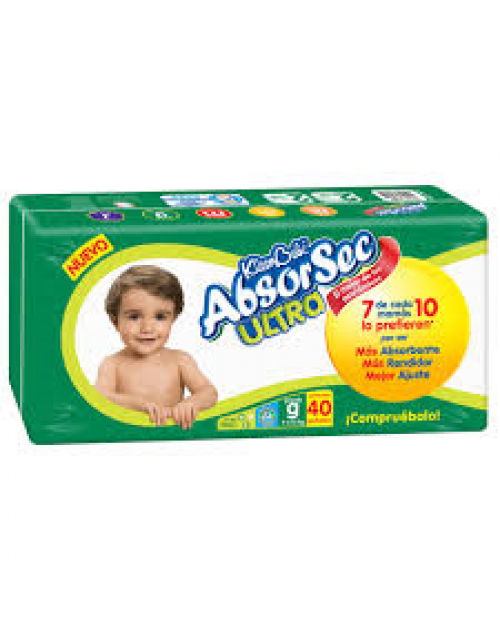 NUEVO
KleenBebé
AbsorSec
ULTRA
7 de cada 10
mamás
la prefieren*
por ser
Más Absorbente
Más Rendidor
Mejor Ajuste
g
40
¡Compruébalo!